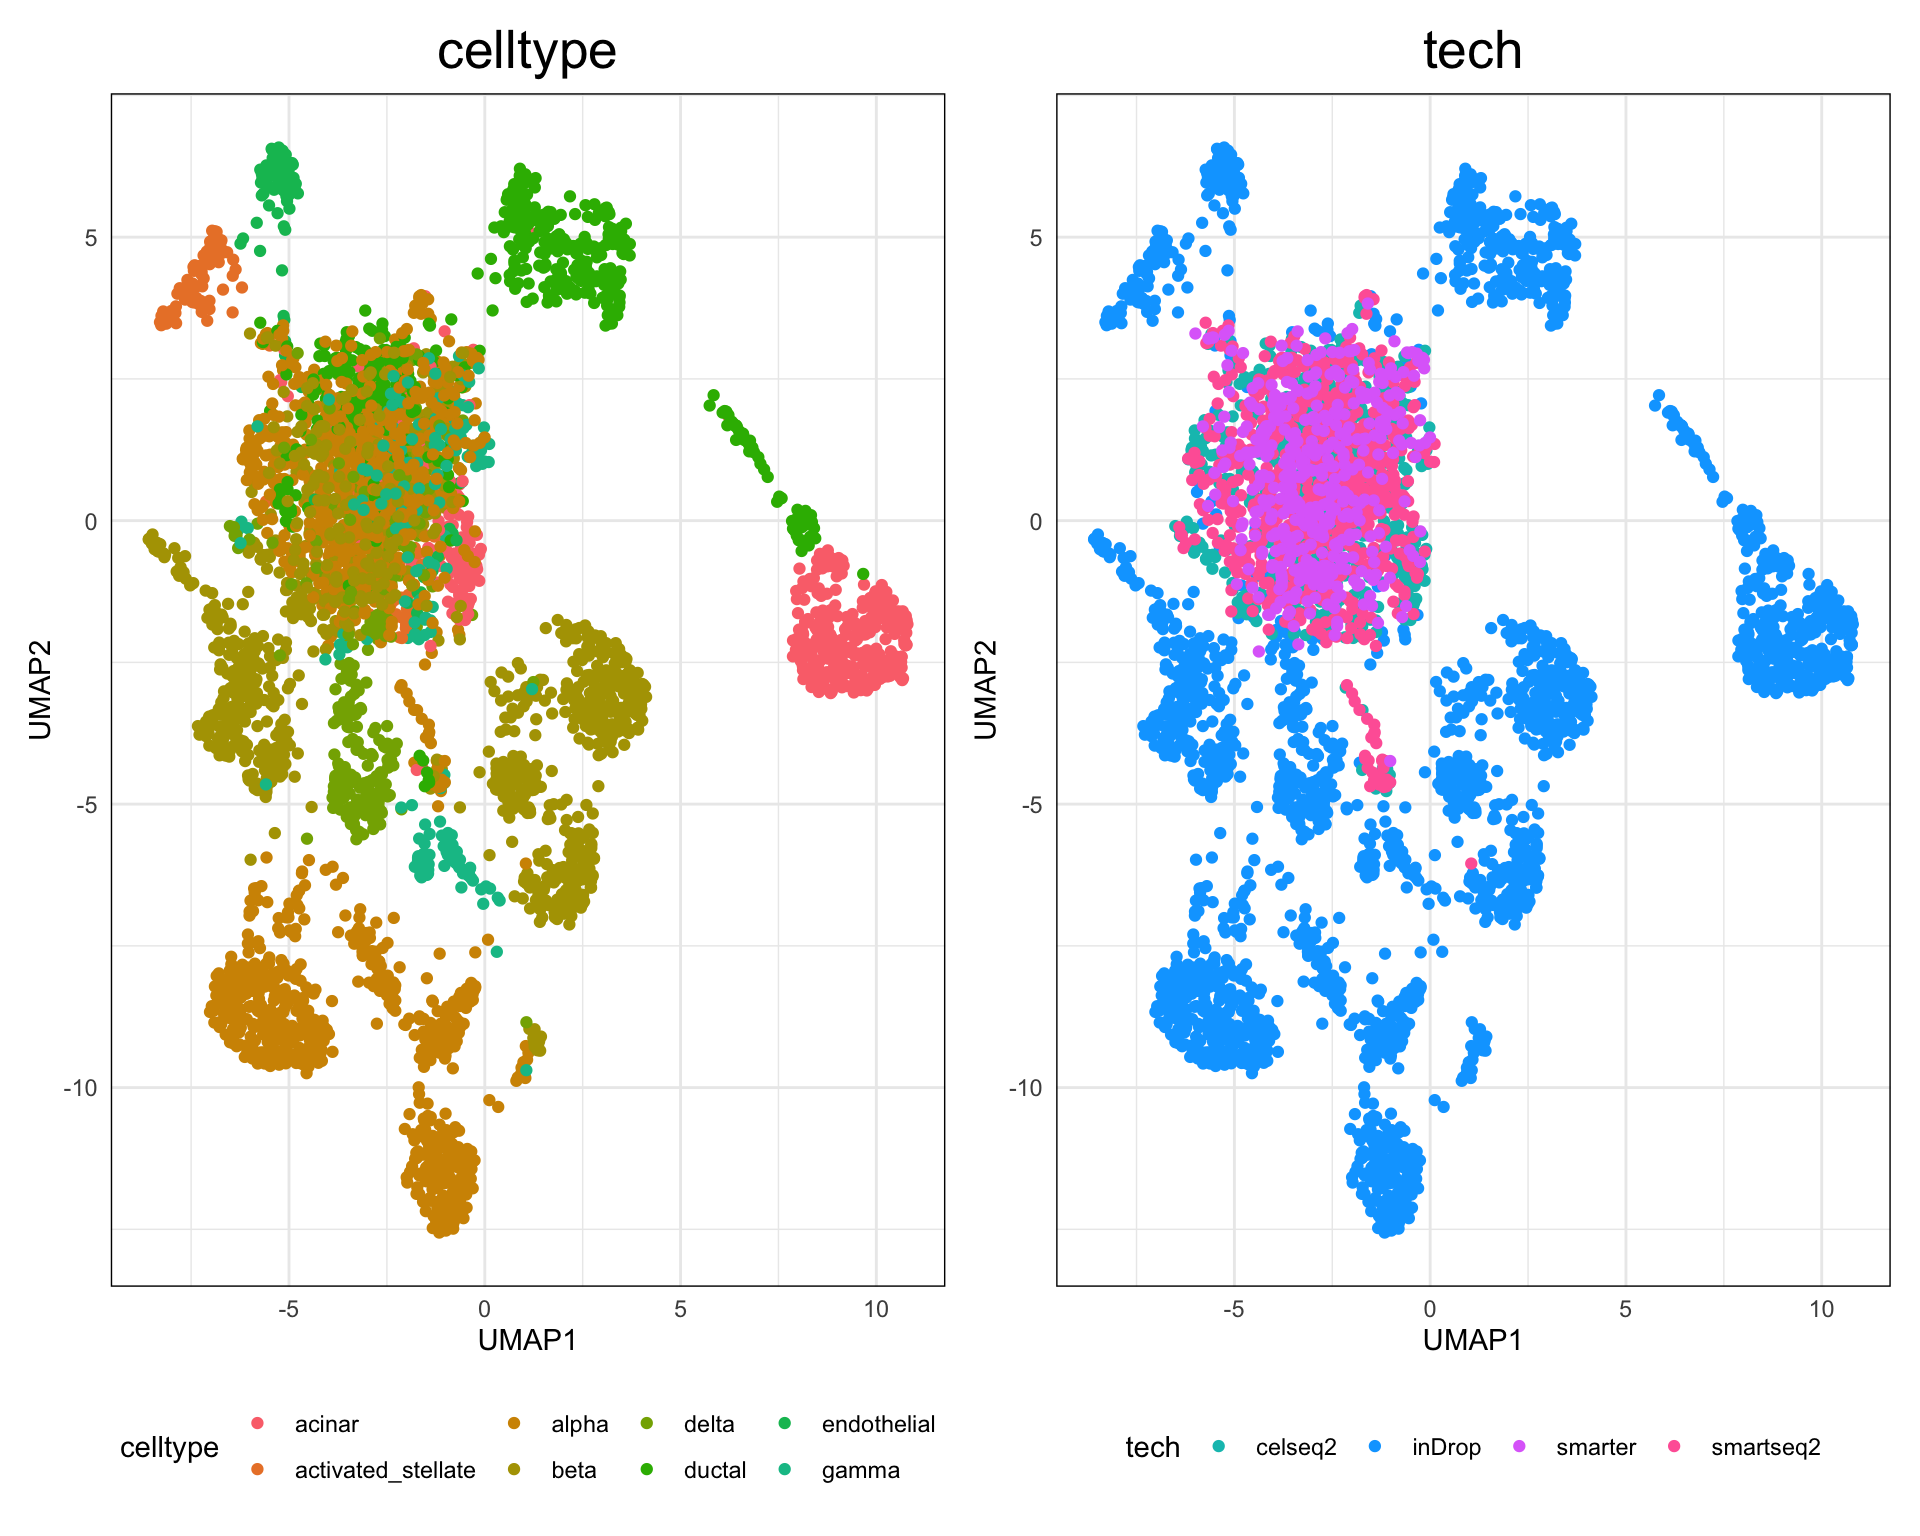 celltype
tech
5
0
-5
-10
UMAP2
-5 0 5 10
UMAP1
5
0
-5
-10
UMAP2
-5 0 5 10
UMAP1
celltype
acinar alpha delta endothelial
activated_stellate beta ductal gamma
tech celseq2 inDrop smarter smartseq2